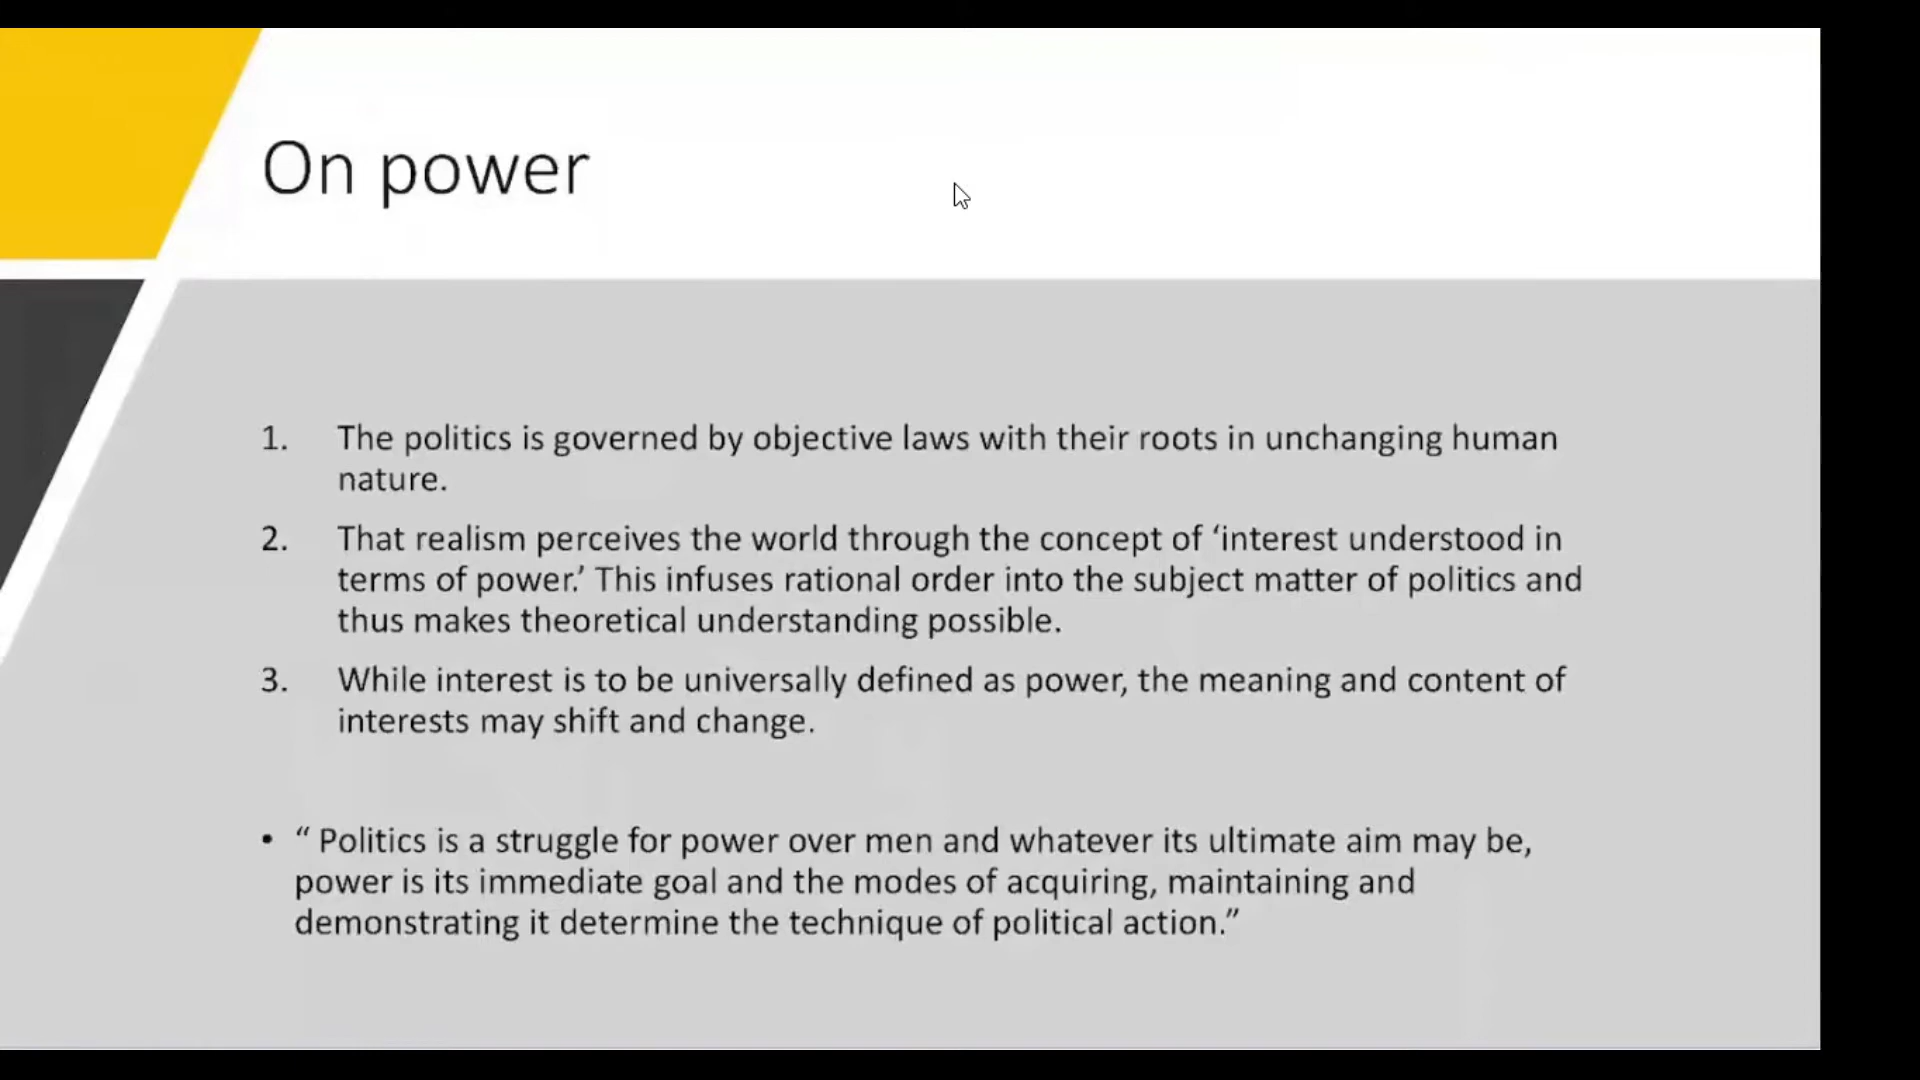 On power
1. The politics is governed by objective laws with their roots in unchanging human
nature.
2. That realism perceives the world through the concept of ‘interest understood in
terms of power.’ This infuses rational order into the subject matter of politics and
thus makes theoretical understanding possible.
3. While interest is to be universally defined as power, the meaning and content of
interests may shift and change.
• “ Politics is a struggle for power over men and whatever its ultimate aim may be,
power is its immediate goal and the modes of acquiring, maintaining and
demonstrating it determine the technique of political action.”